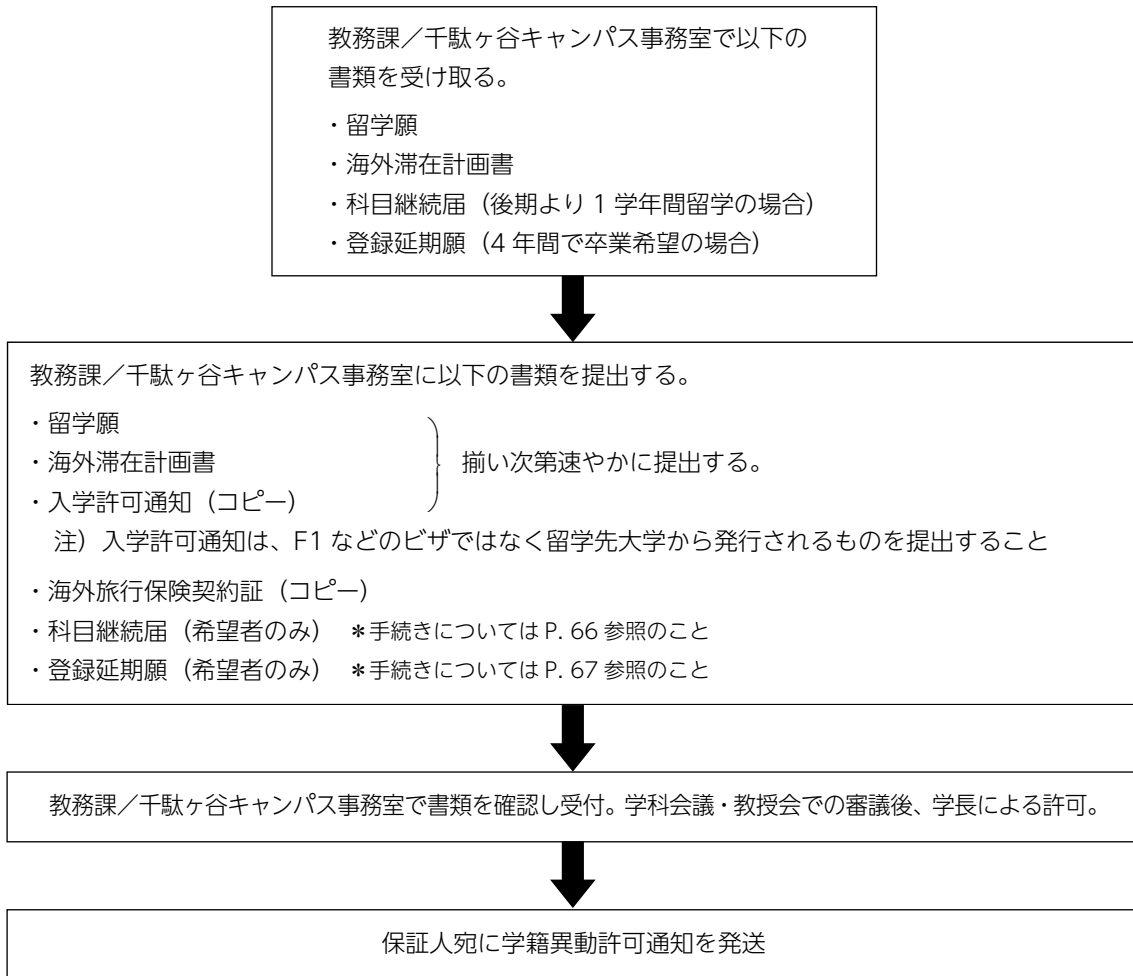 教務課／千駄ヶ谷キャンパス事務室で以下の
書類を受け取る。
・留学願
・海外滞在計画書
・科目継続届（後期より 1 学年間留学の場合）
・登録延期願（4 年間で卒業希望の場合）
教務課／千駄ヶ谷キャンパス事務室に以下の書類を提出する。
・留学願
・海外滞在計画書
・入学許可通知（コピー）
揃い次第速やかに提出する。
注）入学許可通知は、F1 などのビザではなく留学先大学から発行されるものを提出すること
・海外旅行保険契約証（コピー）
・科目継続届（希望者のみ）　＊手続きについては P. 66 参照のこと
・登録延期願（希望者のみ）　＊手続きについては P. 67 参照のこと
教務課／千駄ヶ谷キャンパス事務室で書類を確認し受付。学科会議・教授会での審議後、学長による許可。
保証人宛に学籍異動許可通知を発送